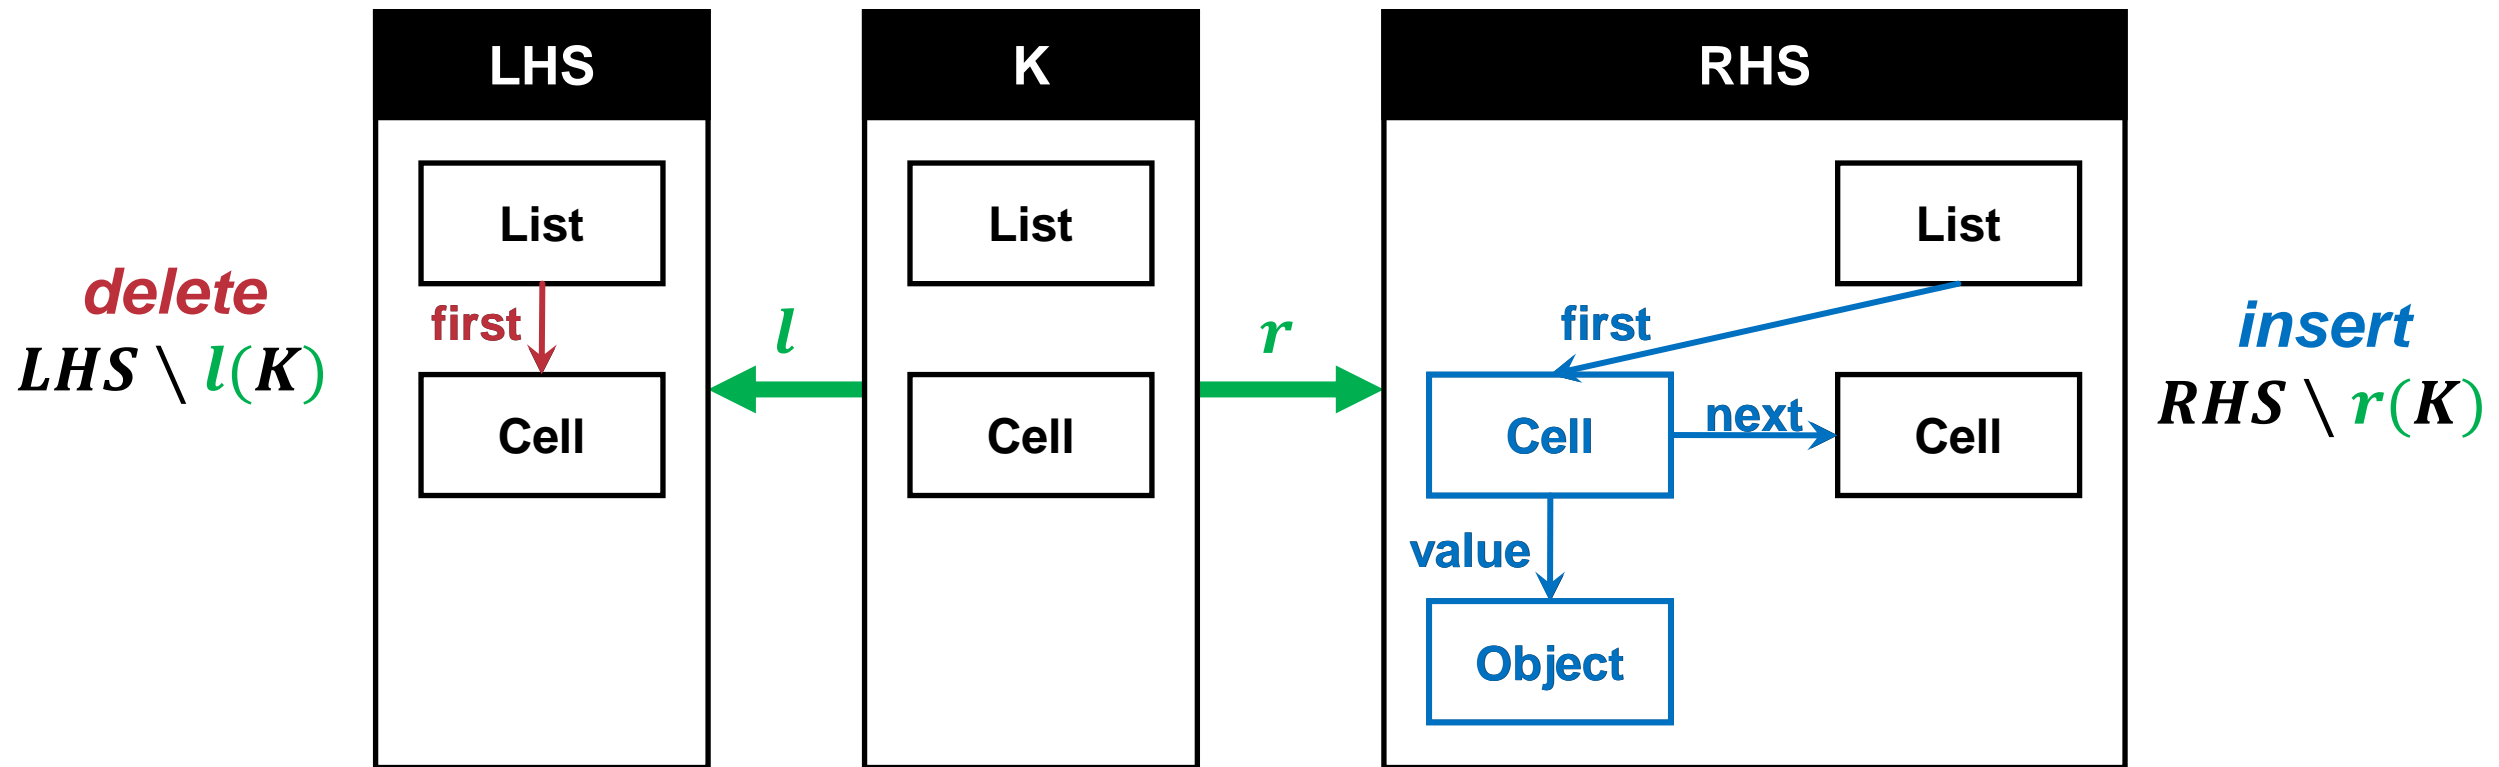 LHS
K
RHS
List
List
List
delete
LHS \ l(K)
first
l
r
first
insert
RHS \ r(K)
Cell
Cell
Cell
next
Cell
value
Object